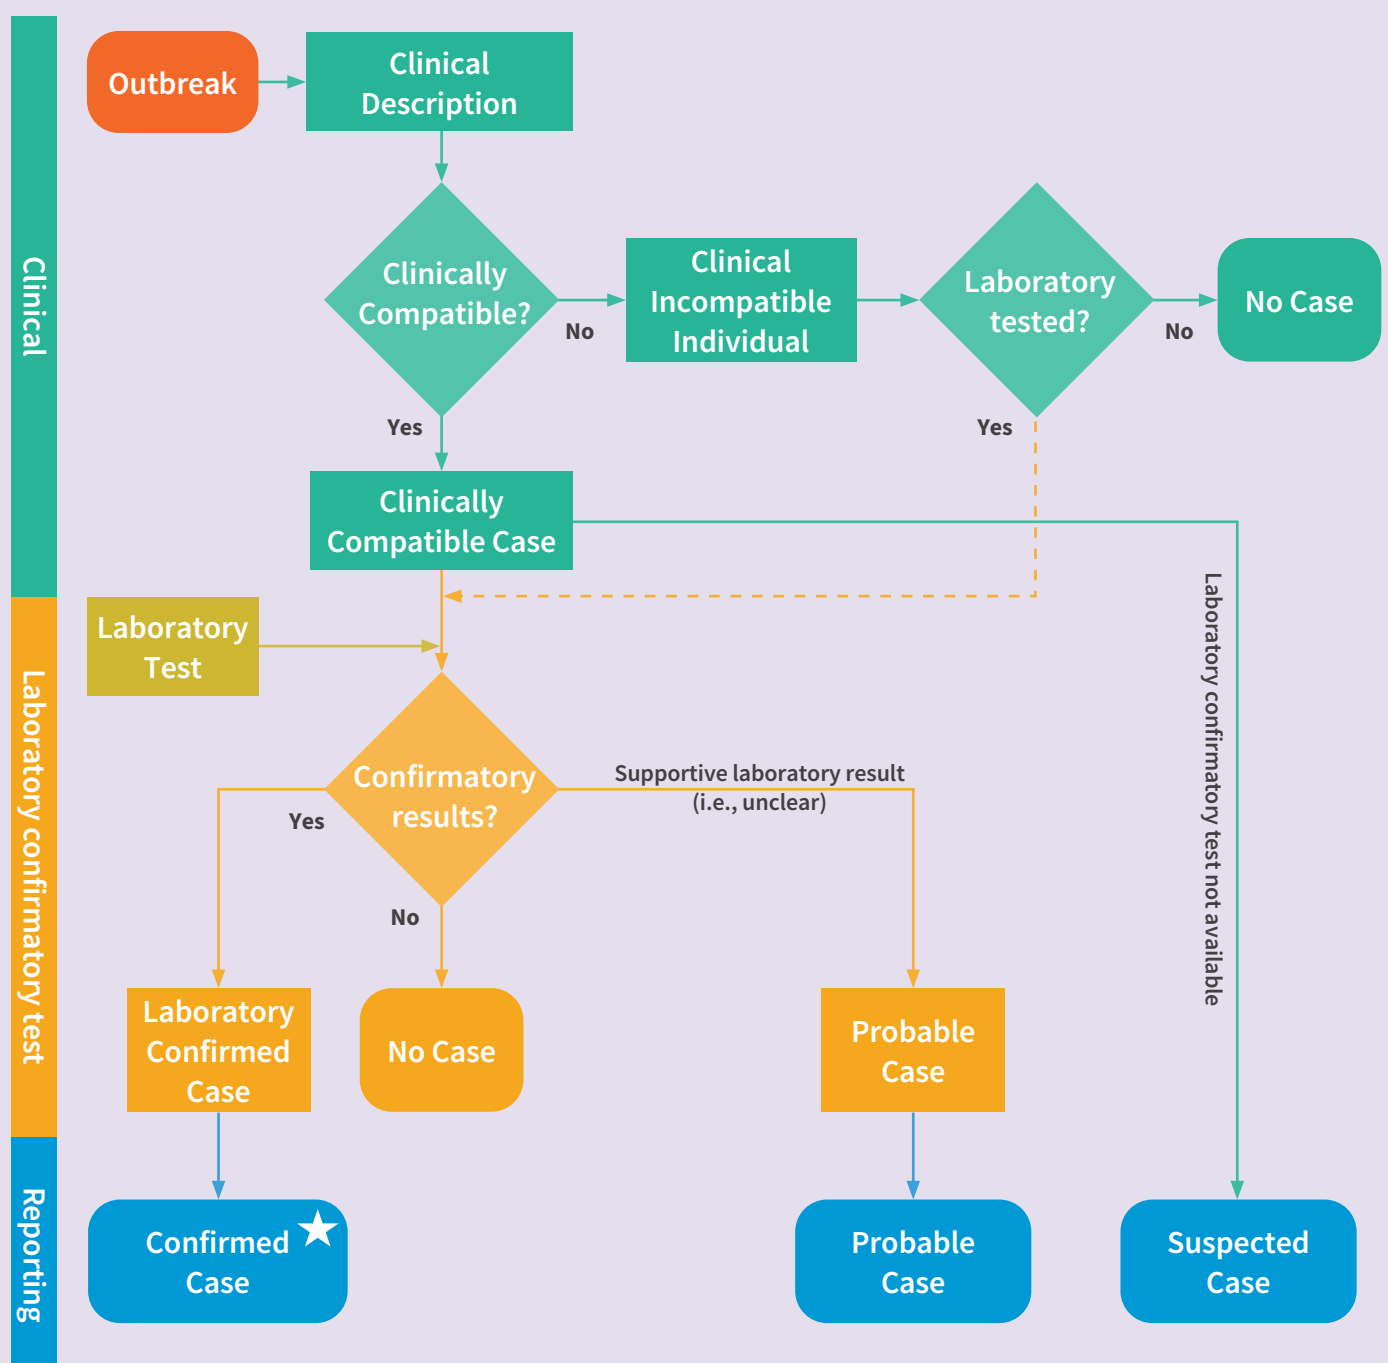 Clinical
Outbreak
Clinical
Description
Clinically
Compatible?
No
Clinical
Incompatible
Individual
Laboratory
tested?
No
No Case
Yes
Yes
Clinically
Compatible Case
Laboratory confirmatory test not available
Laboratory confirmatory test
Laboratory
Test
Confirmatory
results?
Supportive laboratory result
(i.e., unclear)
Yes
No
Laboratory
Confirmed
Case
No Case
Probable
Case
Reporting
Confirmed
Case
Probable
Case
Suspected
Case